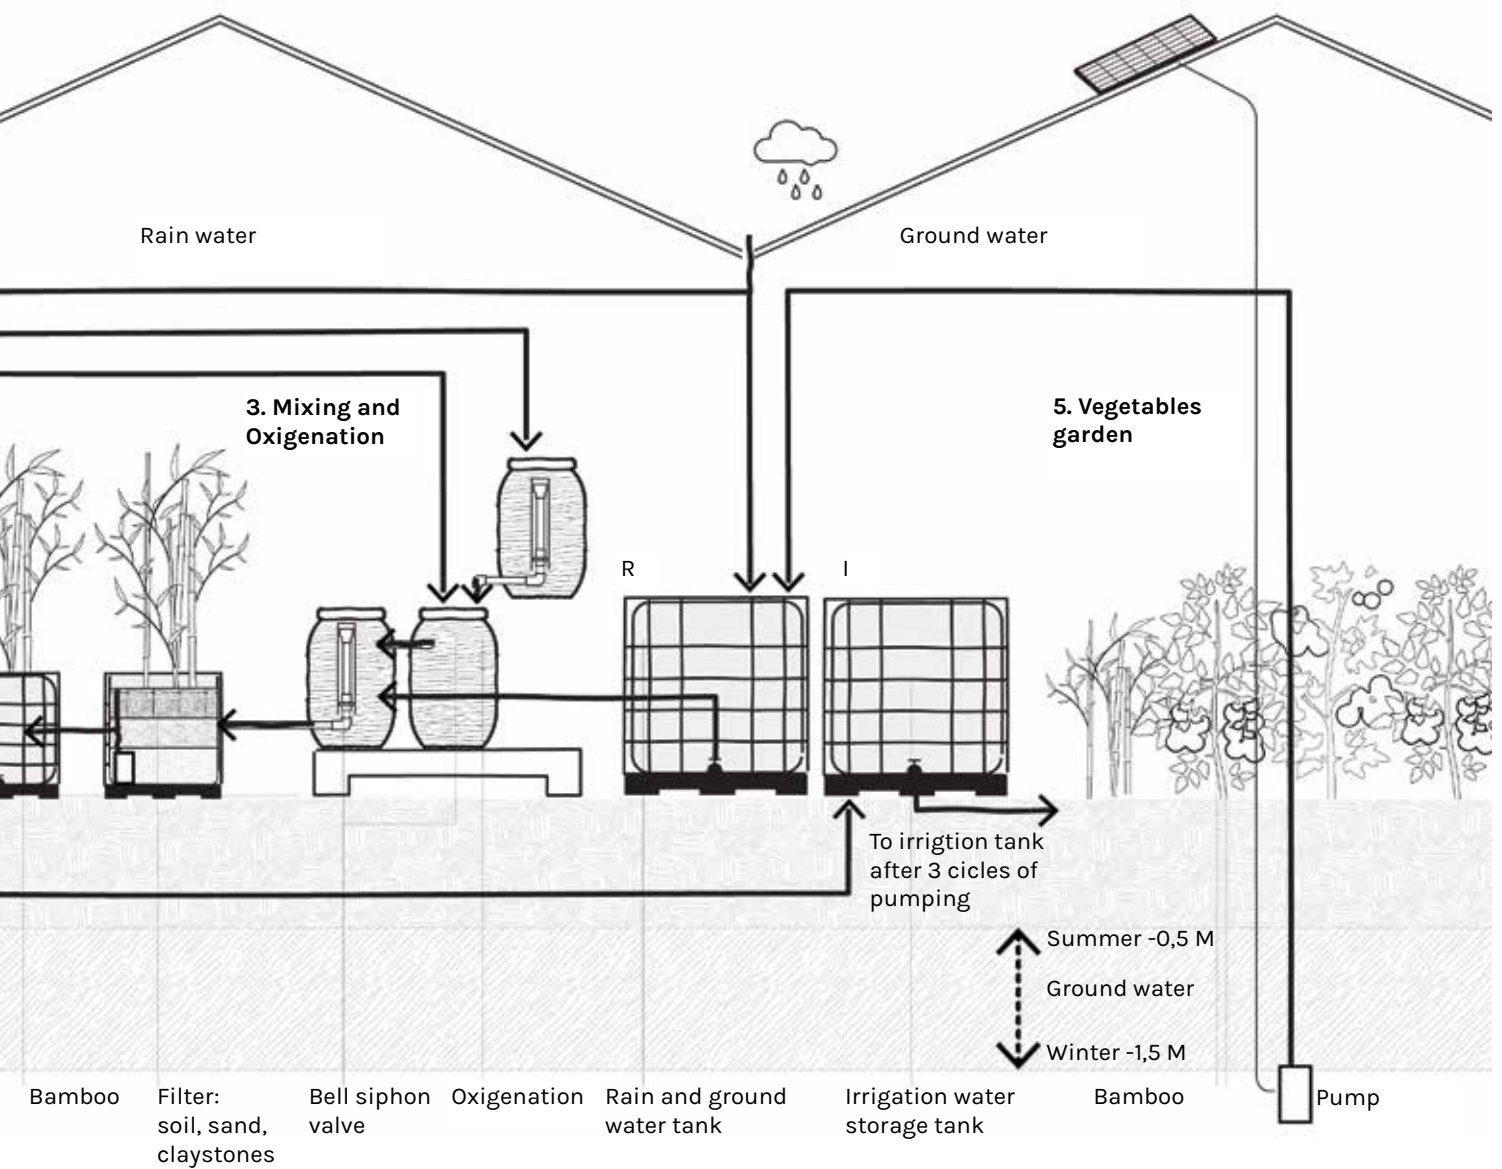 Rain water
Ground water
3. Mixing and
Oxigenation
5. Vegetables
garden
R
I
To irrigtion tank
after 3 cicles of
pumping
Summer -0,5 M
Ground water
Winter -1,5 M
Bamboo
Filter:
soil, sand,
claystones
Bell siphon
valve
Oxigenation
Rain and ground
water tank
Irrigation water
storage tank
Bamboo
Pump